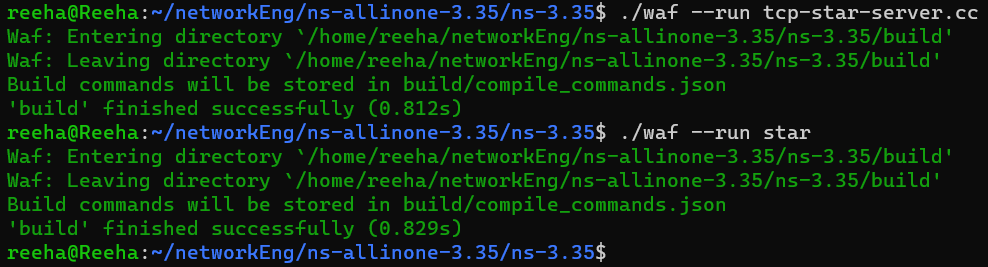 reeha@Reeha:~/networkEng/ns-allinone-3.35/ns-3.35$ ./waf --run tcp-star-server.cc
Waf: Entering directory `/home/reeha/networkEng/ns-allinone-3.35/ns-3.35/build'
Waf: Leaving directory `/home/reeha/networkEng/ns-allinone-3.35/ns-3.35/build'
Build commands will be stored in build/compile_commands.json
'build' finished successfully (0.812s)
reeha@Reeha:~/networkEng/ns-allinone-3.35/ns-3.35$ ./waf --run star
Waf: Entering directory `/home/reeha/networkEng/ns-allinone-3.35/ns-3.35/build'
Waf: Leaving directory `/home/reeha/networkEng/ns-allinone-3.35/ns-3.35/build'
Build commands will be stored in build/compile_commands.json
'build' finished successfully (0.829s)
reeha@Reeha:~/networkEng/ns-allinone-3.35/ns-3.35$